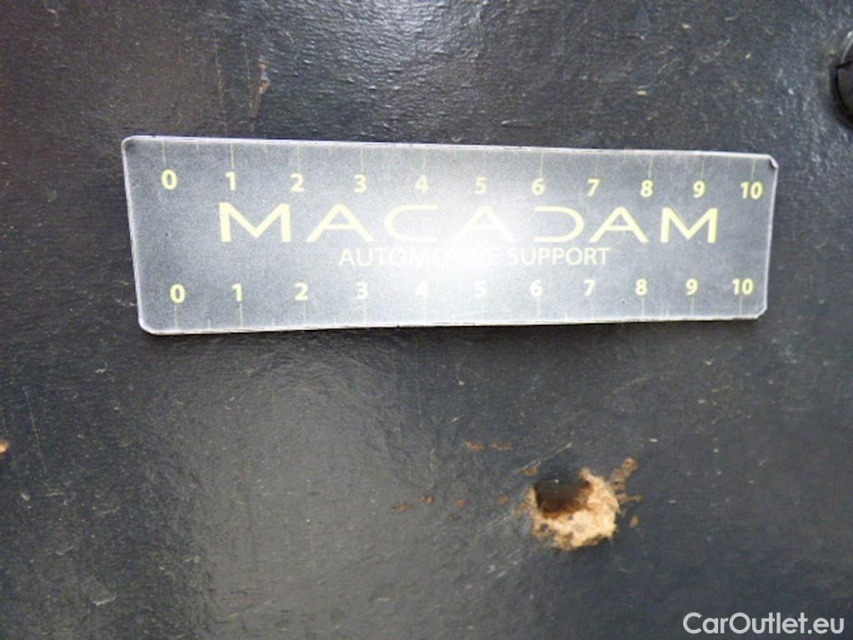 0 1 2 3 4 5 6 7 8 9 10
MACADAM
AUTOMOTIVE SUPPORT
0 1 2 3 4 5 6 7 8 9 10
CarOutlet.eu